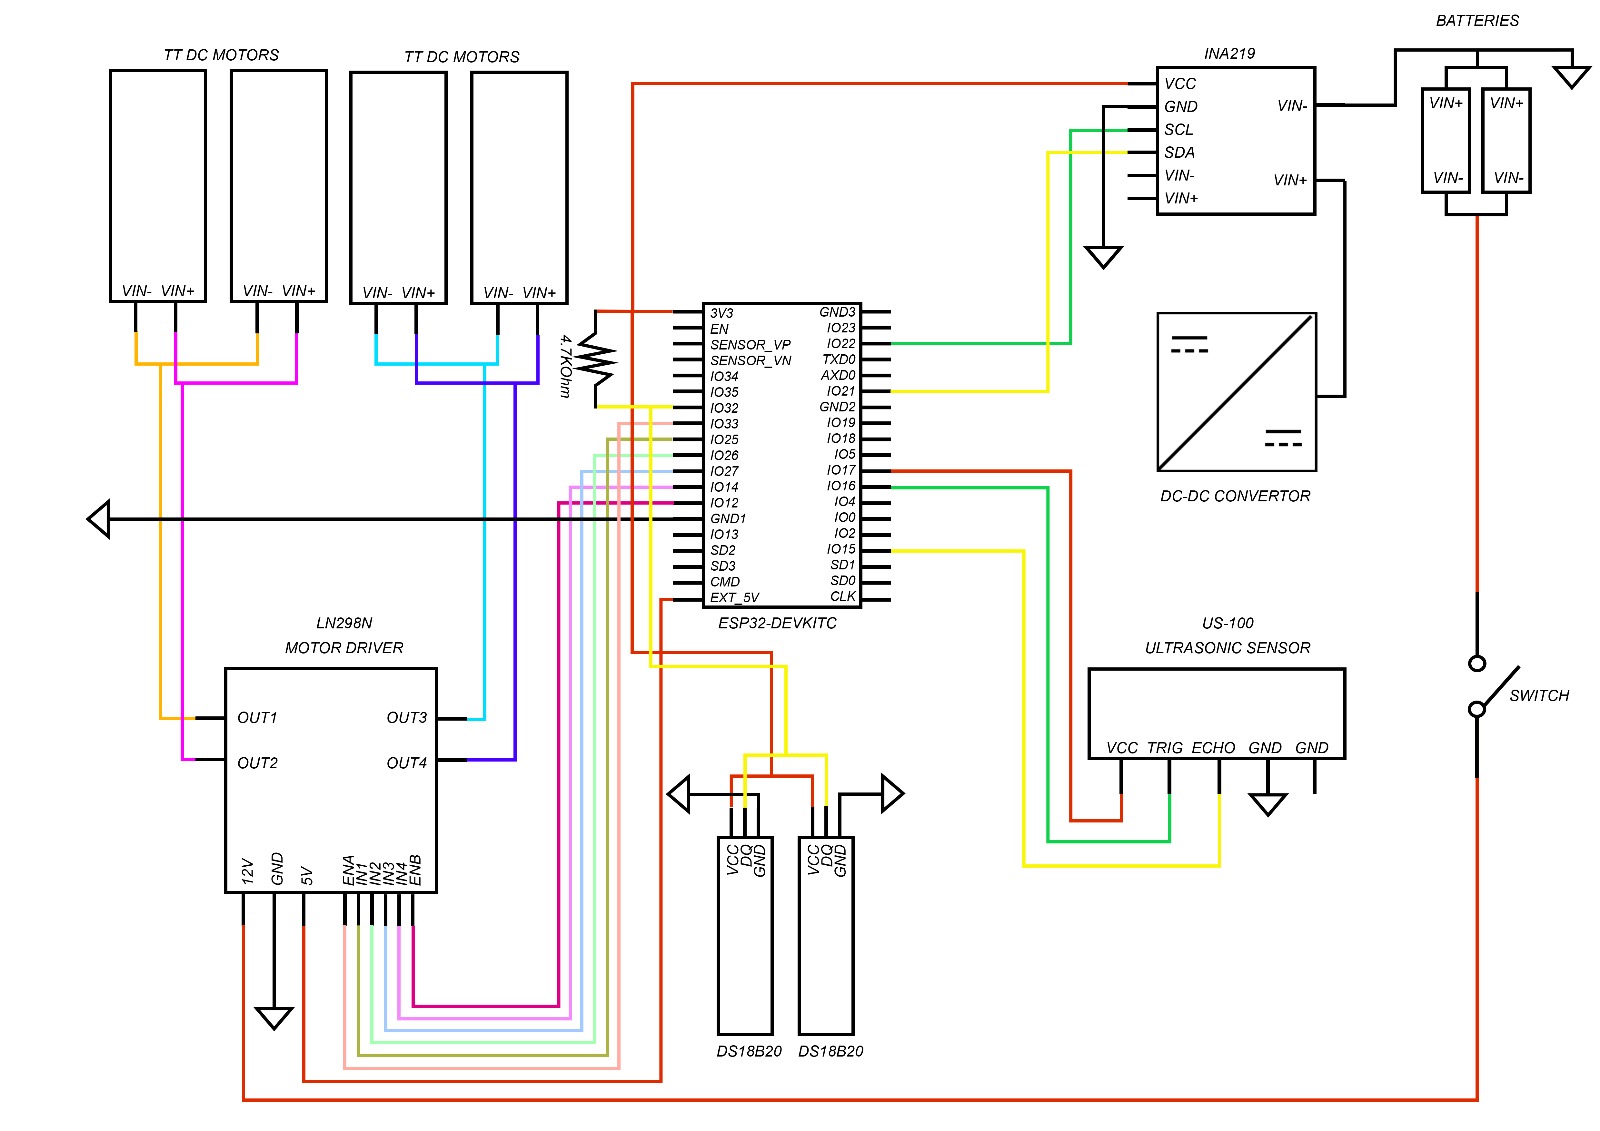 BATTERIES
TT DC MOTORS
TT DC MOTORS
INA219
VCC
GND
SCL
SDA
VIN-
VIN+
VIN-
VIN+
VIN+
VIN+
VIN-
VIN-
VIN- VIN+
VIN- VIN+
VIN- VIN+
VIN- VIN+
4.7KOhm
3V3
EN
SENSOR_VP
SENSOR_VN
IO34
IO35
IO32
IO33
IO25
IO26
IO27
IO14
IO12
GND1
IO13
SD2
SD3
CMD
EXT_5V
GND3
IO23
IO22
TXD0
AXD0
IO21
GND2
IO19
IO18
IO5
IO17
IO16
IO4
IO0
IO2
IO15
SD1
SD0
CLK
ESP32-DEVKITC
DC-DC CONVERTOR
LN298N
MOTOR DRIVER
OUT1
OUT2
OUT3
OUT4
12V
GND
5V
ENA
IN1
IN2
IN3
IN4
ENB
US-100
ULTRASONIC SENSOR
VCC TRIG ECHO GND GND
SWITCH
VCC
DQ
GND
VCC
DQ
GND
DS18B20
DS18B20